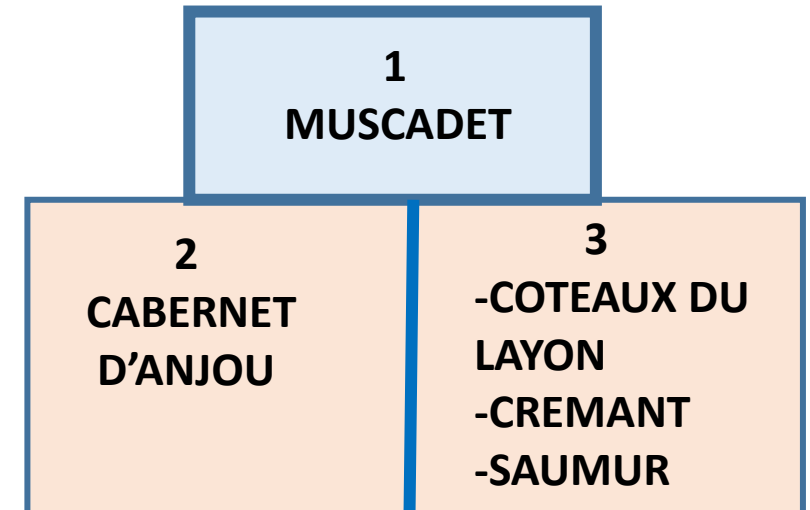 1
MUSCADET
2
CABERNET
D'ANJOU
3
-COTEAUX DU
LAYON
-CREMANT
-SAUMUR